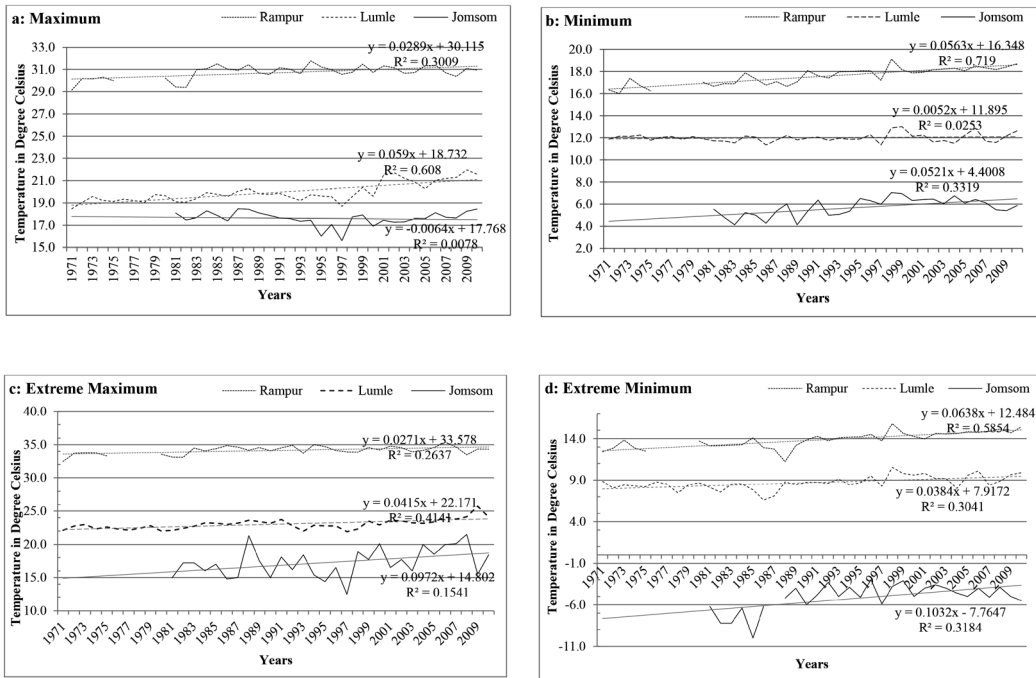 a: Maximum
Rampur Lumle Jomsom
y = 0.0289x + 30.115
R² = 0.3009
y = 0.059x + 18.732
R² = 0.608
y = -0.0064x + 17.768
R² = 0.0078
Temperature in Degree Celsius
33.0
31.0
29.0
27.0
25.0
23.0
21.0
19.0
17.0
15.0
1971 1973 1975 1977 1979 1981 1983 1985 1987 1989 1991 1993 1995 1997 1999 2001 2003 2005 2007 2009
Years
b: Minimum
Rampur Lumle Jomsom
y = 0.0563x + 16.348
R² = 0.719
y = 0.0052x + 11.895
R² = 0.0253
y = 0.0521x + 4.4008
R² = 0.3319
Temperature in Degree Celsius
20.0
18.0
16.0
14.0
12.0
10.0
8.0
6.0
4.0
2.0
1971 1973 1975 1977 1979 1981 1983 1985 1987 1989 1991 1993 1995 1997 1999 2001 2003 2005 2007 2009
Years
c: Extreme Maximum
Rampur Lumle Jomsom
y = 0.0271x + 33.578
R² = 0.2637
y = 0.0415x + 22.171
R² = 0.4141
y = 0.0972x + 14.802
R² = 0.1541
Temperature in Degree Celsius
40.0
35.0
30.0
25.0
20.0
15.0
10.0
1971 1973 1975 1977 1979 1981 1983 1985 1987 1989 1991 1993 1995 1997 1999 2001 2003 2005 2007 2009
Years
d: Extreme Minimum
Rampur Lumle Jomsom
y = 0.0638x + 12.484
R² = 0.5854
y = 0.0384x + 7.9172
R² = 0.3041
y = 0.1032x - 7.7647
R² = 0.3184
Temperature in Degree Celsius
14.0
9.0
4.0
-1.0
-6.0
-11.0
1971 1973 1975 1977 1979 1981 1983 1985 1987 1989 1991 1993 1995 1997 1999 2001 2003 2005 2007 2009
Years